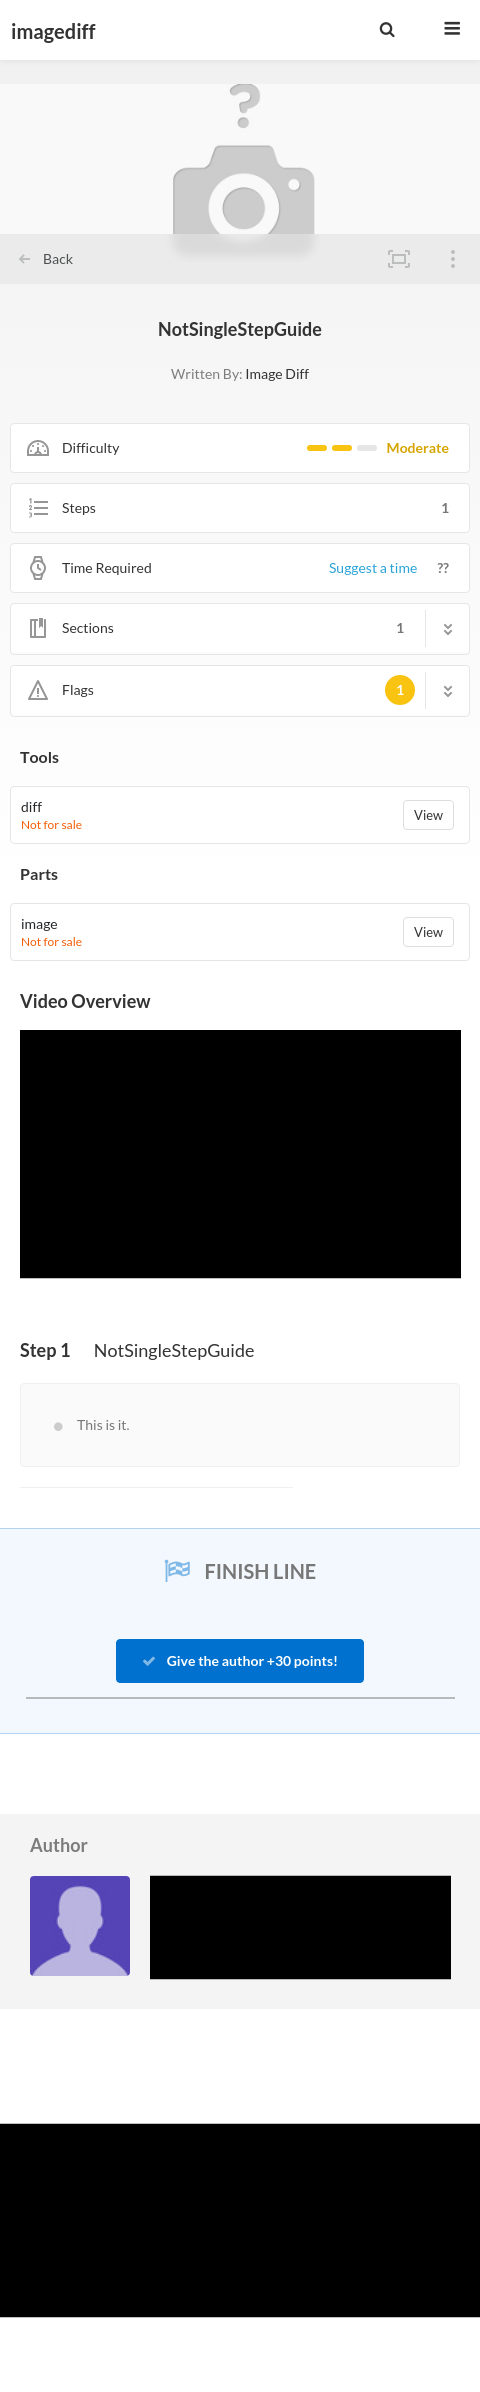 imagediff
?
Back
NotSingleStepGuide
Written By: Image Diff
Difficulty Moderate
Steps 1
Time Required Suggest a time ??
Sections 1
Flags 1
Tools
diff
Not for sale
View
Parts
image
Not for sale
View
Video Overview
Step 1 NotSingleStepGuide
This is it.
FINISH LINE
Give the author +30 points!
Author